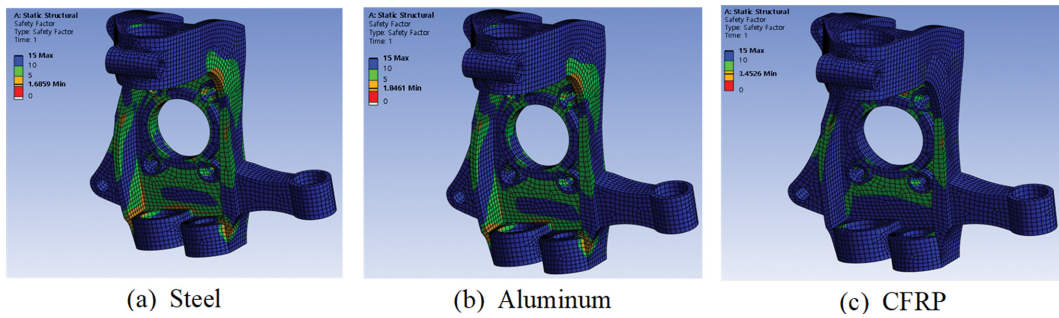 A: Static Structural
Safety Factor
Type: Safety Factor
Time: 1
15 Max
10
5
1.6859 Min
0
(a) Steel
A: Static Structural
Safety Factor
Type: Safety Factor
Time: 1
15 Max
10
5
1.8461 Min
0
(b) Aluminum
A: Static Structural
Safety Factor
Type: Safety Factor
Time: 1
15 Max
10
5
3.4526 Min
0
(c) CFRP